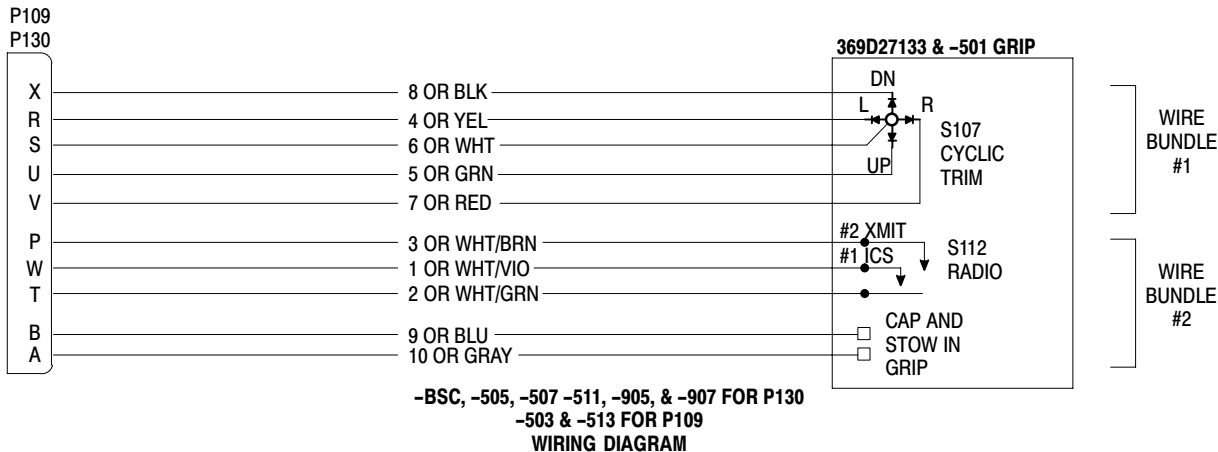 P109
P130
369D27133 & –501 GRIP
DN
X 8 OR BLK
L R
R 4 OR YEL
S107
WIRE
S 6 OR WHT
CYCLIC
BUNDLE
UP
TRIM
#1
U 5 OR GRN
V 7 OR RED
P 3 OR WHT/BRN
#2 XMIT
S112
W 1 OR WHT/VIO
#1 ICS
RADIO
WIRE
T 2 OR WHT/GRN
BUNDLE
#2
CAP AND
B 9 OR BLU
STOW IN
A 10 OR GRAY
GRIP
–BSC, –505, –507 –511, –905, & –907 FOR P130
–503 & –513 FOR P109
WIRING DIAGRAM